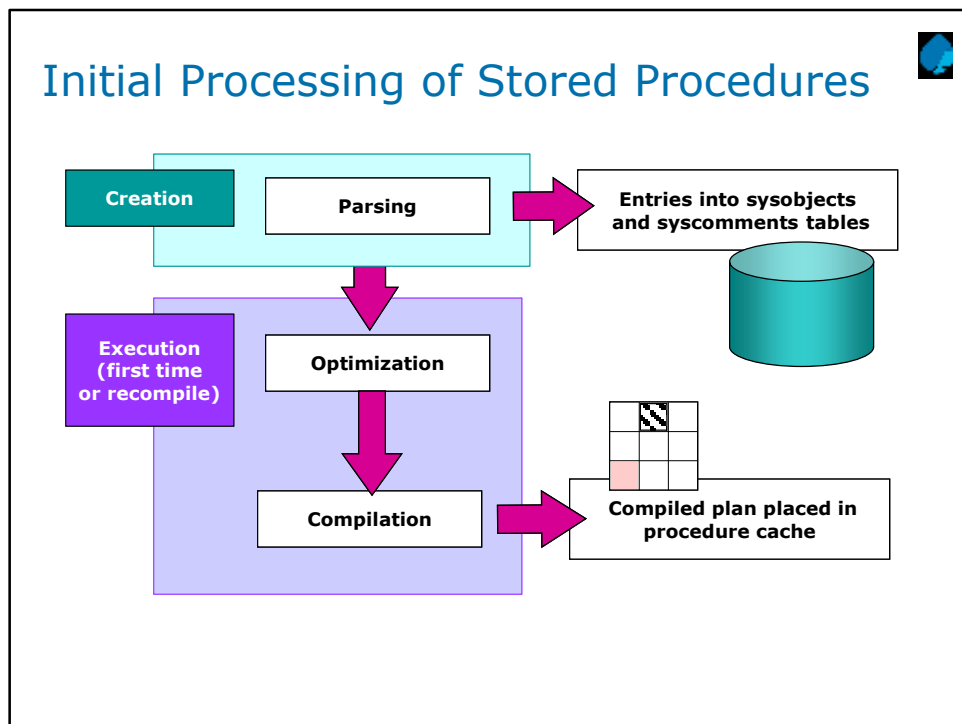 Initial Processing of Stored Procedures
Creation
Parsing
Entries into sysobjects
and syscomments tables
Execution
(first time
or recompile)
Optimization
Compilation
Compiled plan placed in
procedure cache